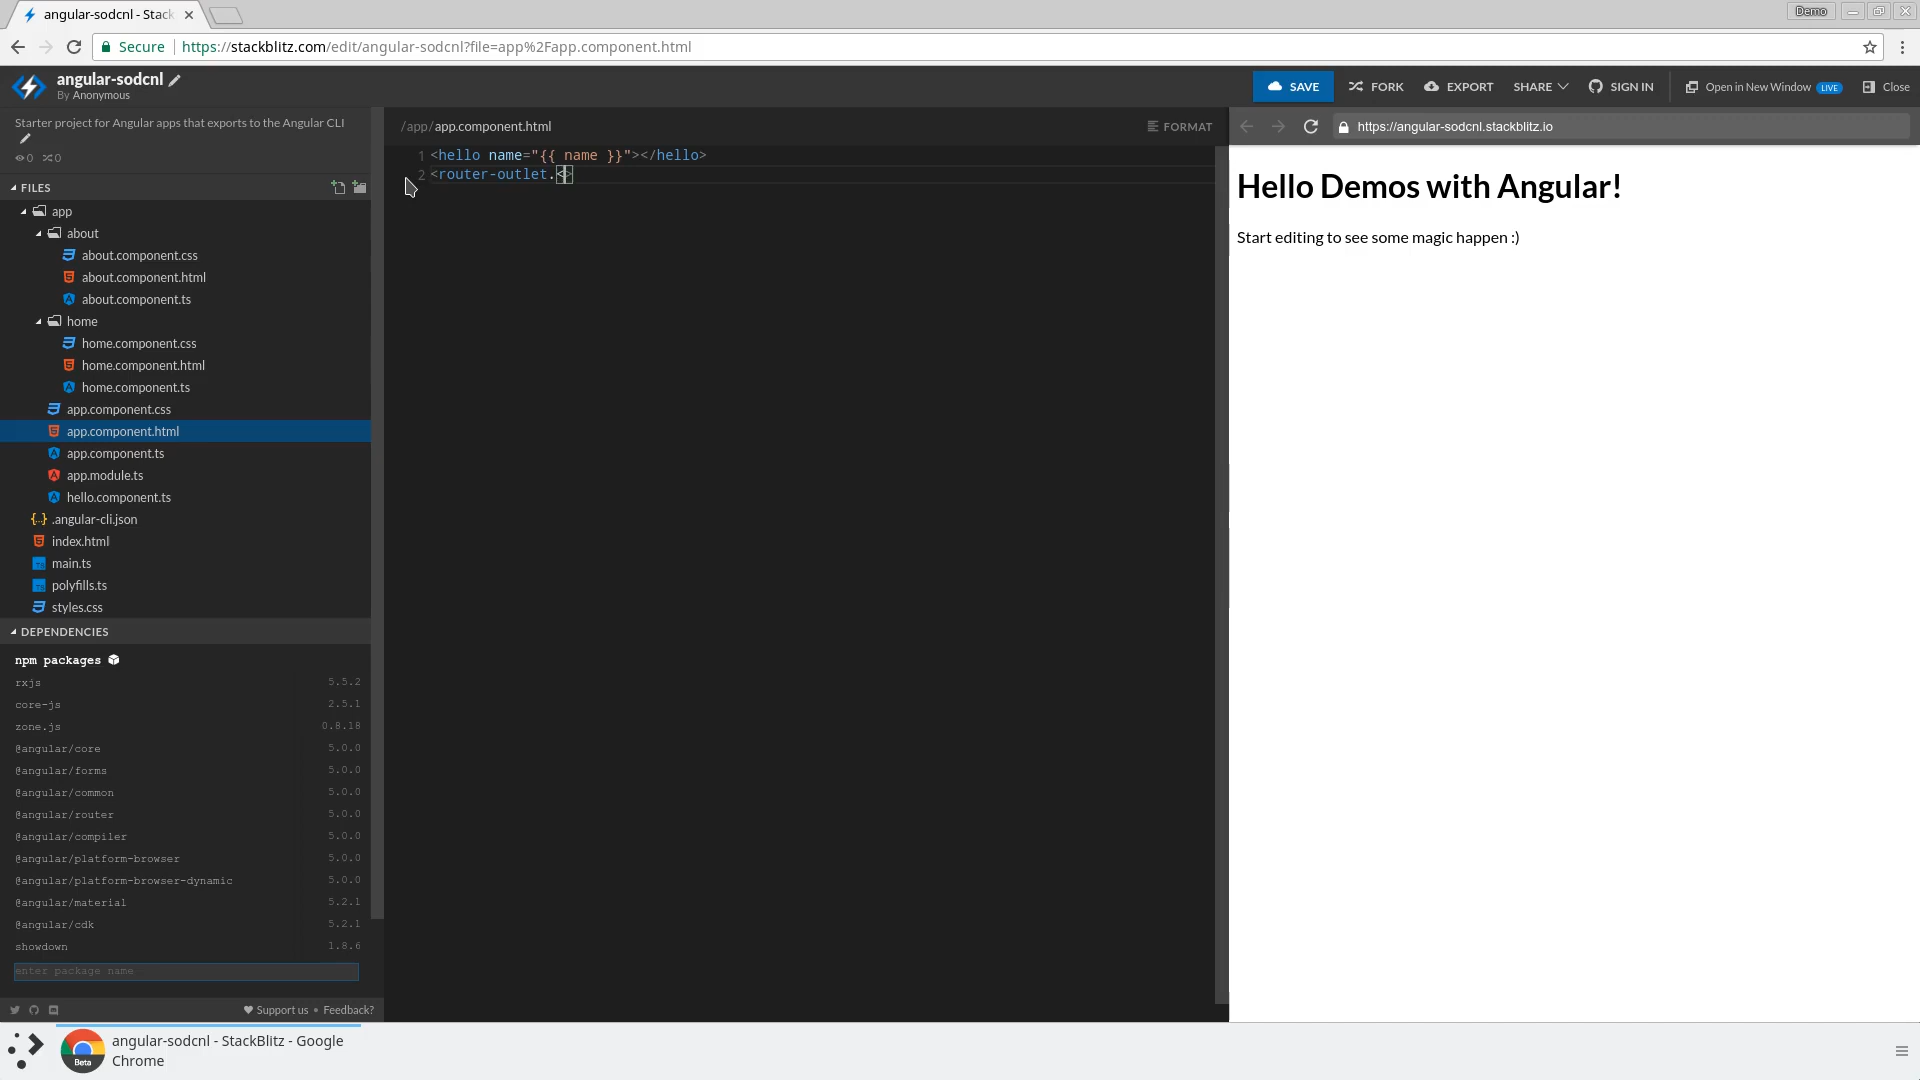 angular-sodcnl - Stack
Demo
Secure https://stackblitz.com/edit/angular-sodcnl?file=app%2Fapp.component.html
angular-sodcnl
By Anonymous
SAVE FORK EXPORT SHARE SIGN IN Open in New Window LIVE Close
Starter project for Angular apps that exports to the Angular CLI
0 0
FILES
app
about
about.component.css
about.component.html
about.component.ts
home
home.component.css
home.component.html
home.component.ts
app.component.css
app.component.html
app.component.ts
app.module.ts
hello.component.ts
{..} .angular-cli.json
index.html
main.ts
polyfills.ts
styles.css
DEPENDENCIES
npm packages
rxjs 5.5.2
core-js 2.5.1
zone.js 0.8.18
@angular/core 5.0.0
@angular/forms 5.0.0
@angular/common 5.0.0
@angular/router 5.0.0
@angular/compiler 5.0.0
@angular/platform-browser 5.0.0
@angular/platform-browser-dynamic 5.0.0
@angular/material 5.2.1
@angular/cdk 5.2.1
showdown 1.8.6
enter package name
Support us • Feedback?
/app/app.component.html FORMAT
1 <hello name="{{ name }}"></hello>
2 <router-outlet.<>
https://angular-sodcnl.stackblitz.io
Hello Demos with Angular!
Start editing to see some magic happen :)
Beta
angular-sodcnl - StackBlitz - Google
Chrome